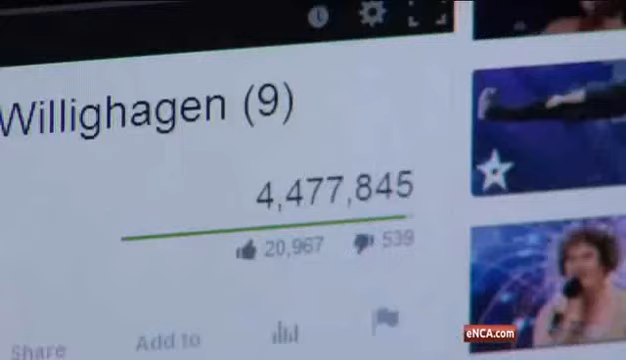 Willighagen (9)
4,477,845
20,967 539
Share Add to
eNCA.com